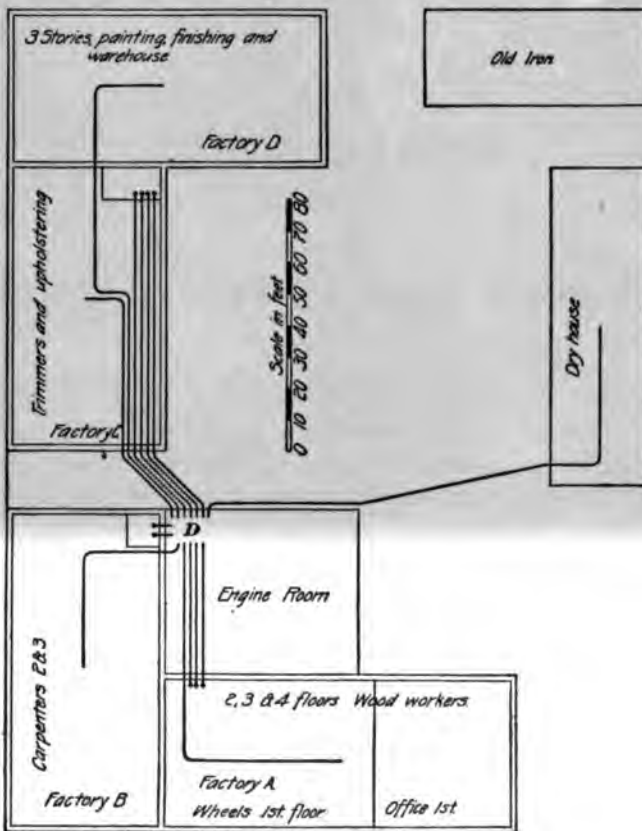 3 Stories, painting, finishing and
warehouse
Factory D
Old Iron
Trimmers and upholstering
Factory C
Scale in feet
0 10 20 30 40 50 60 70 80
Dry house
D
Engine Room
Carpenters 2&3
Factory B
2, 3 & 4 floors Wood workers.
Factory A
Wheels 1st. floor
Office 1st